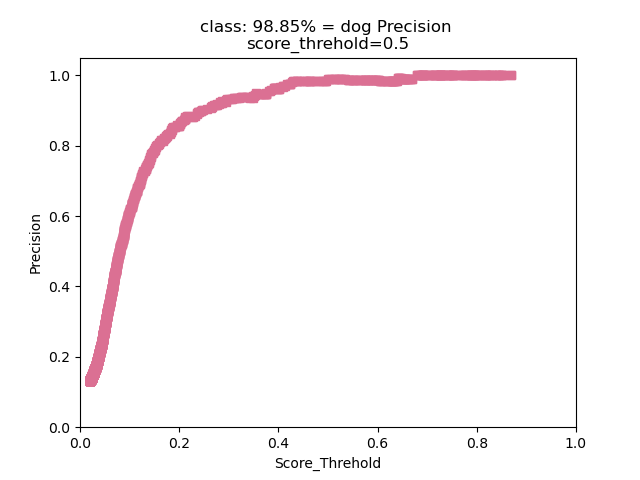 class: 98.85% = dog Precision
score_threhold=0.5
1.0
0.8
0.6
0.4
0.2
0.0
Precision
0.0 0.2 0.4 0.6 0.8 1.0
Score_Threhold